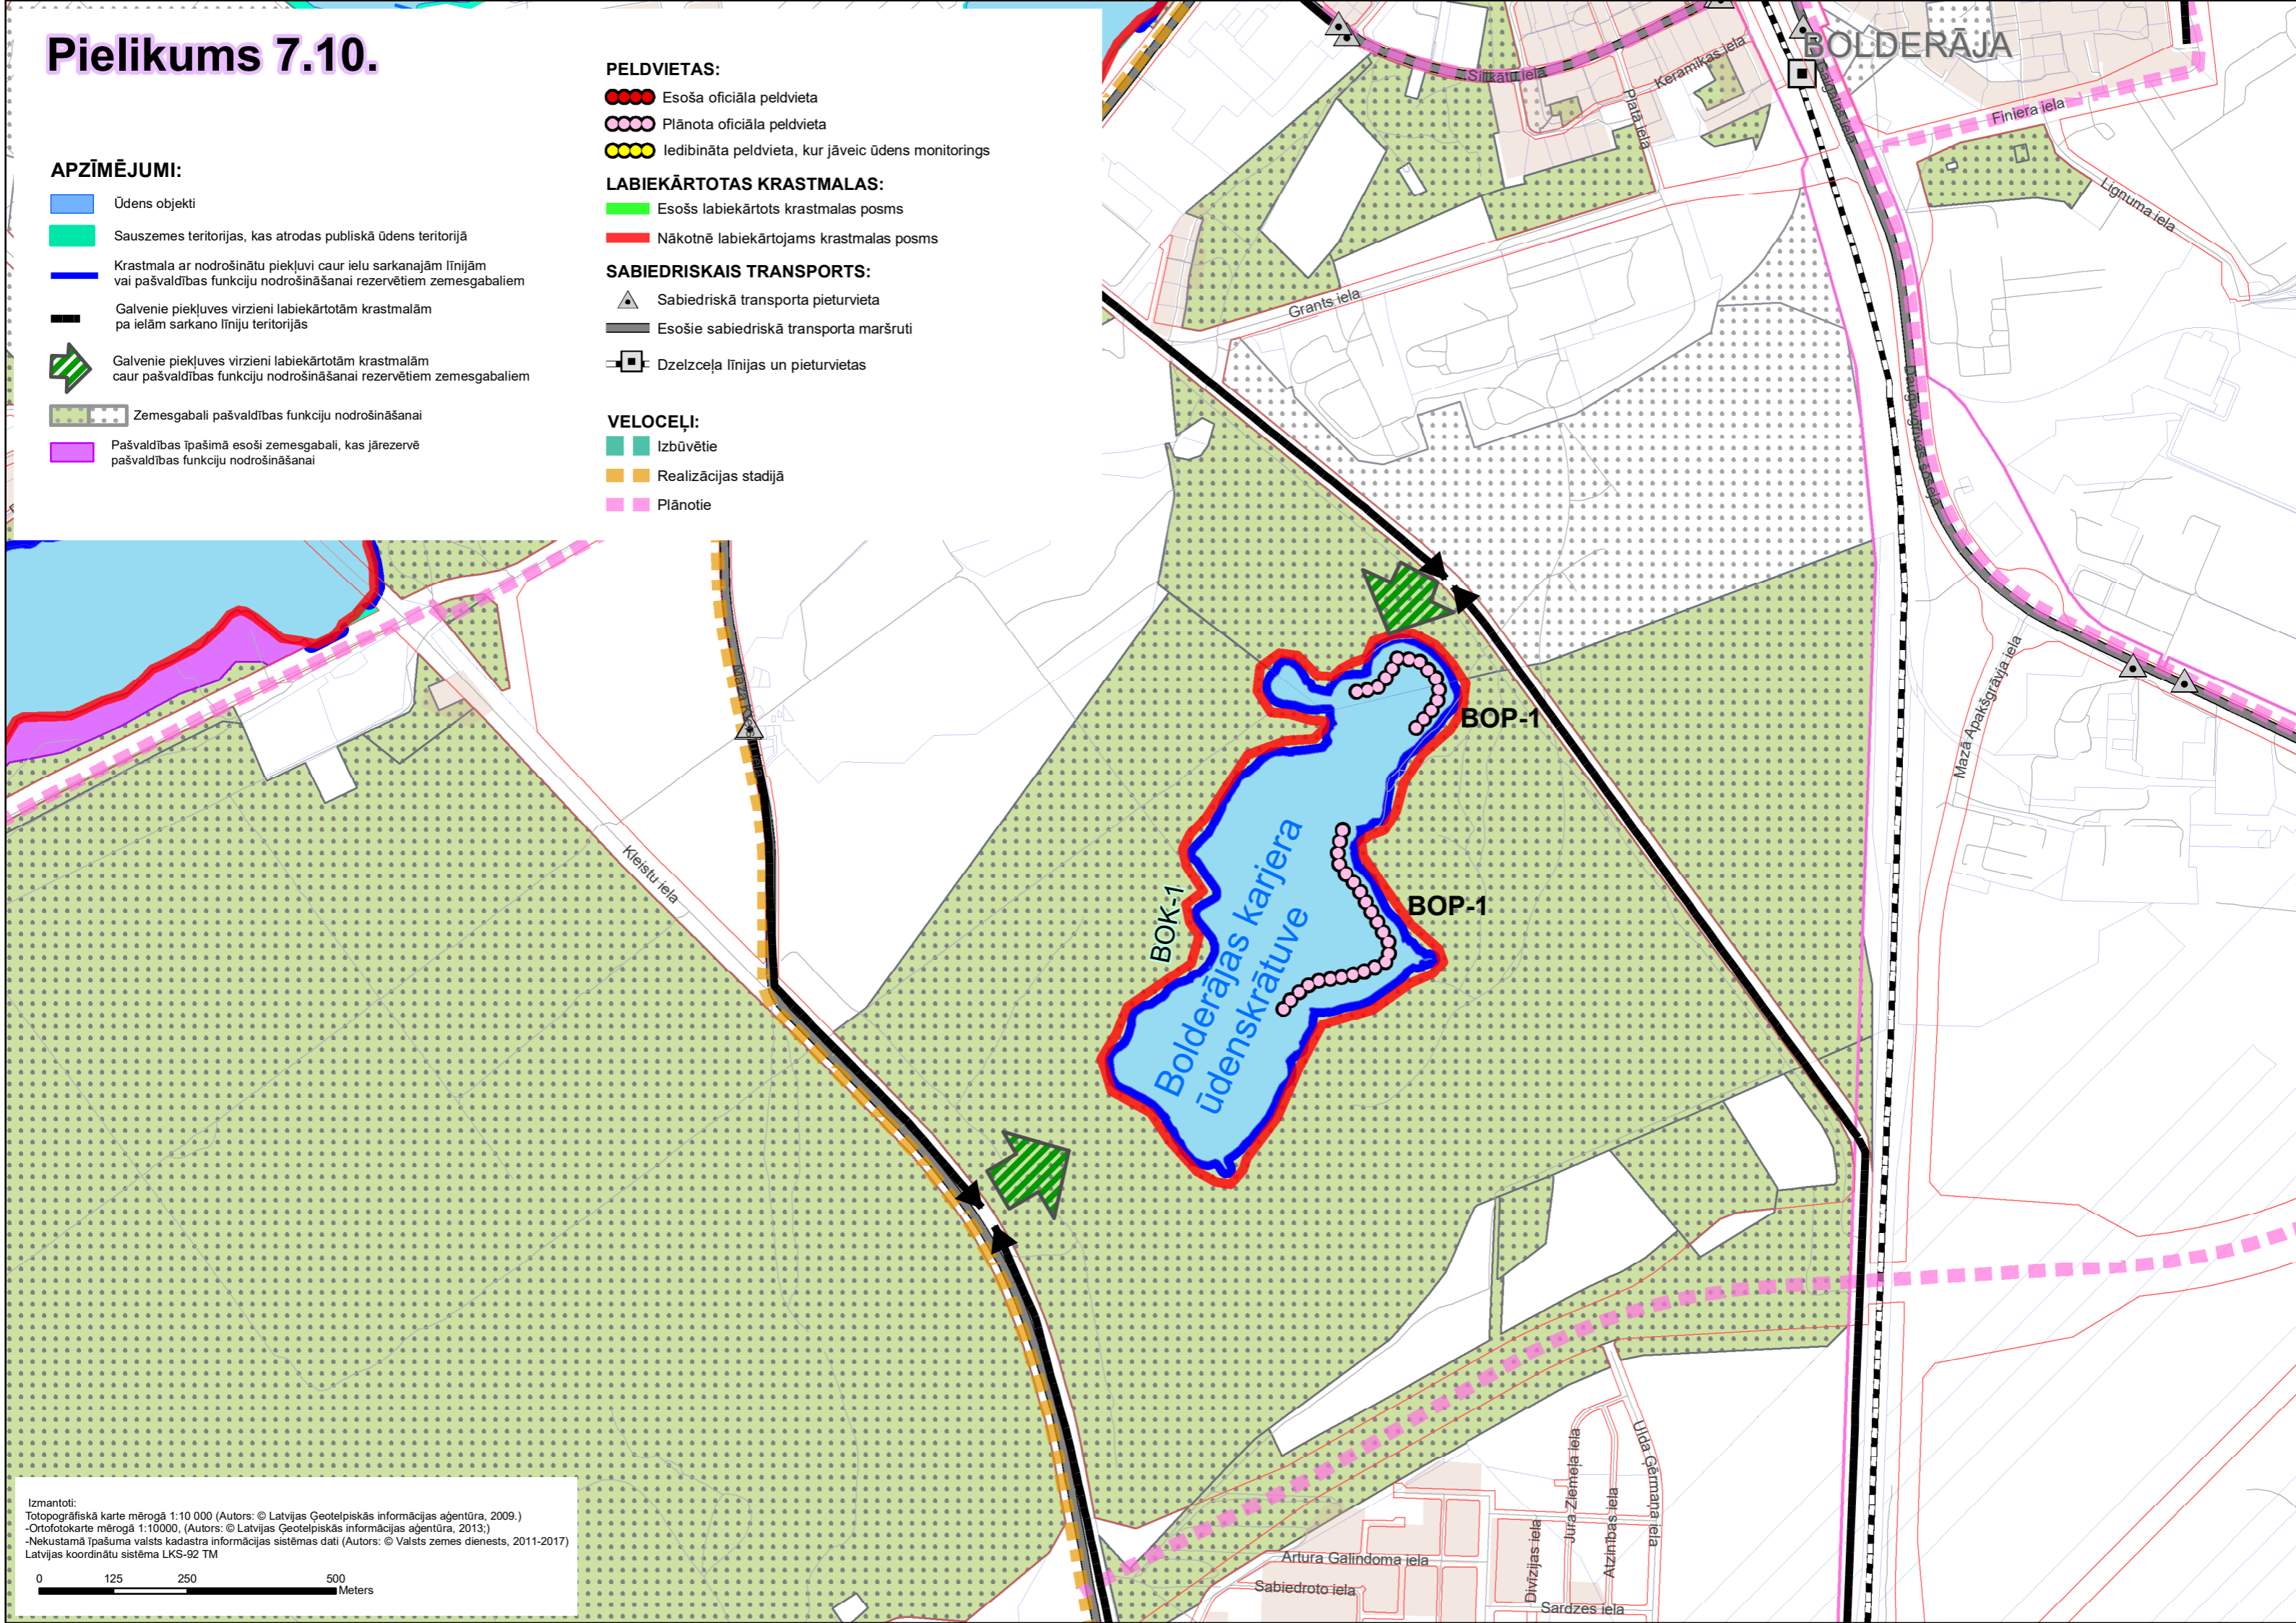 Pielikums 7.10.
APZĪMĒJUMI:
Ūdens objekti
Sauszemes teritorijas, kas atrodas publiskā ūdens teritorijā
Krastmala ar nodrošinātu piekļuvi caur ielu sarkanajām līnijām
vai pašvaldības funkciju nodrošināšanai rezervētiem zemesgabaliem
Galvenie piekļuves virzieni labiekārtotām krastmalām
pa ielām sarkano līniju teritorijās
Galvenie piekļuves virzieni labiekārtotām krastmalām
caur pašvaldības funkciju nodrošināšanai rezervētiem zemesgabaliem
Zemesgabali pašvaldības funkciju nodrošināšanai
Pašvaldības īpašimā esoši zemesgabali, kas jārezervē
pašvaldības funkciju nodrošināšanai
PELDVIETAS:
Esoša oficiāla peldvieta
Plānota oficiāla peldvieta
Iedibināta peldvieta, kur jāveic ūdens monitorings
LABIEKĀRTOTAS KRASTMALAS:
Esošs labiekārtots krastmalas posms
Nākotnē labiekārtojams krastmalas posms
SABIEDRISKAIS TRANSPORTS:
Sabiedriskā transporta pieturvieta
Esošie sabiedriskā transporta maršruti
Dzelzceļa līnijas un pieturvietas
VELOCEĻI:
Izbūvētie
Realizācijas stadijā
Plānotie
BOLDERĀJA
Silikātu iela
Keramikas iela
Platā iela
Gaigalas iela
Finiera iela
Lignuma iela
Grants iela
Daugavgrīvas šoseja
Mazā Apakšgrāvja iela
Kleistu iela
BOP-1
BOP-1
BOK-1
Bolderājas karjera
ūdenskrātuve
Jura Ziemeļa iela
Ulda Ģērmaņa iela
Atzinības iela
Divīzijas iela
Artura Galindoma iela
Sabiedroto iela
Sardzes iela
Izmantoti:
Totopogrāfiskā karte mērogā 1:10 000 (Autors: © Latvijas Ģeotelpiskās informācijas aģentūra, 2009.)
-Ortofotokarte mērogā 1:10000, (Autors: © Latvijas Ģeotelpiskās informācijas aģentūra, 2013;)
-Nekustamā īpašuma valsts kadastra informācijas sistēmas dati (Autors: © Valsts zemes dienests, 2011-2017)
Latvijas koordinātu sistēma LKS-92 TM
0 125 250 500
Meters